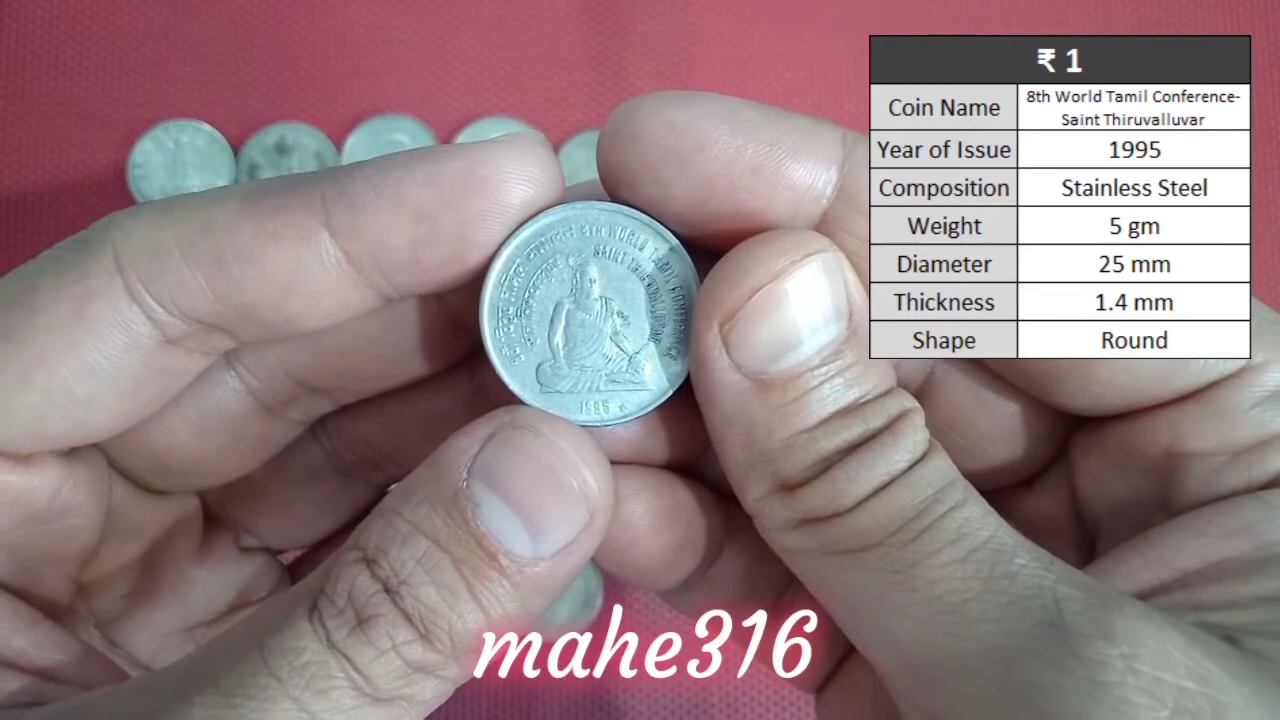 8TH WORLD TAMIL CONFERENCE
SAINT THIRUVALLUVAR
1995
₹ 1
Coin Name 8th World Tamil Conference-
Saint Thiruvalluvar
Year of Issue 1995
Composition Stainless Steel
Weight 5 gm
Diameter 25 mm
Thickness 1.4 mm
Shape Round
mahe316